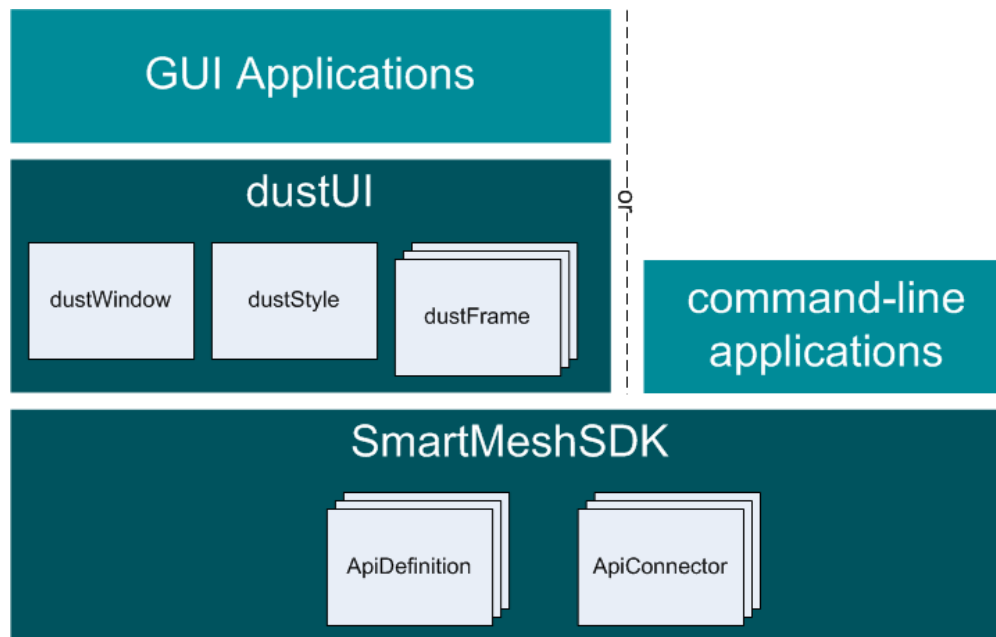 GUI Applications
dustUI
dustWindow
dustStyle
dustFrame
or
command-line
applications
SmartMeshSDK
ApiDefinition
ApiConnector